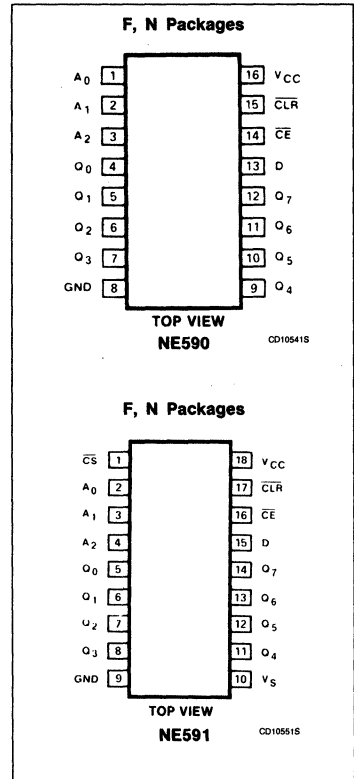 F, N Packages
A0 1 16 VCC
A1 2 15 CLR
A2 3 14 CE
Q0 4 13 D
Q1 5 12 Q7
Q2 6 11 Q6
Q3 7 10 Q5
GND 8 9 Q4
TOP VIEW
NE590 CD10541S
F, N Packages
CS 1 18 VCC
A0 2 17 CLR
A1 3 16 CE
A2 4 15 D
Q0 5 14 Q7
Q1 6 13 Q6
Q2 7 12 Q5
Q3 8 11 Q4
GND 9 10 VS
TOP VIEW
NE591 CD10551S